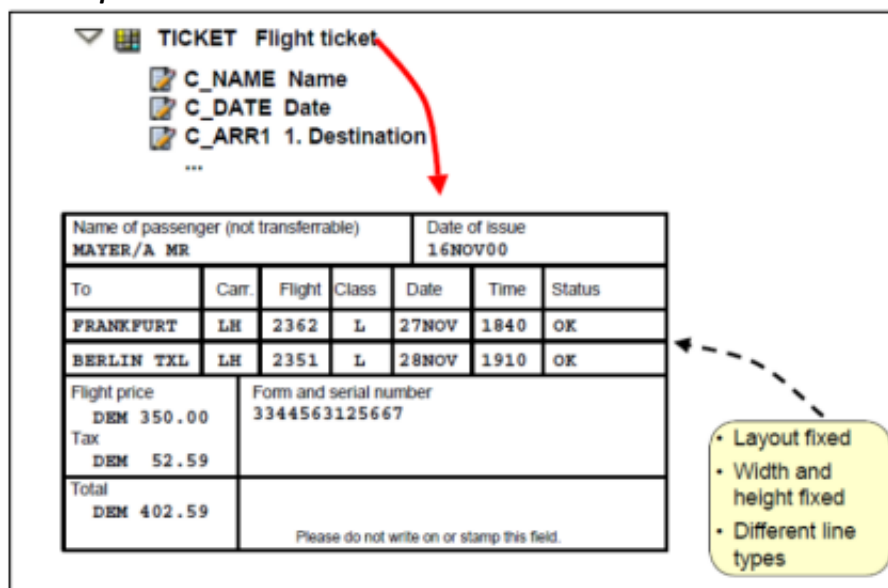 TICKET Flight ticket
C_NAME Name
C_DATE Date
C_ARR1 1. Destination
...
Name of passenger (not transferrable) Date of issue
MAYER/A MR 16NOV00
To Carr. Flight Class Date Time Status
FRANKFURT LH 2362 L 27NOV 1840 OK
BERLIN TXL LH 2351 L 28NOV 1910 OK
Flight price Form and serial number
DEM 350.00 3344563125667
Tax
DEM 52.59
Total
DEM 402.59
Please do not write on or stamp this field.
• Layout fixed
• Width and
height fixed
• Different line
types